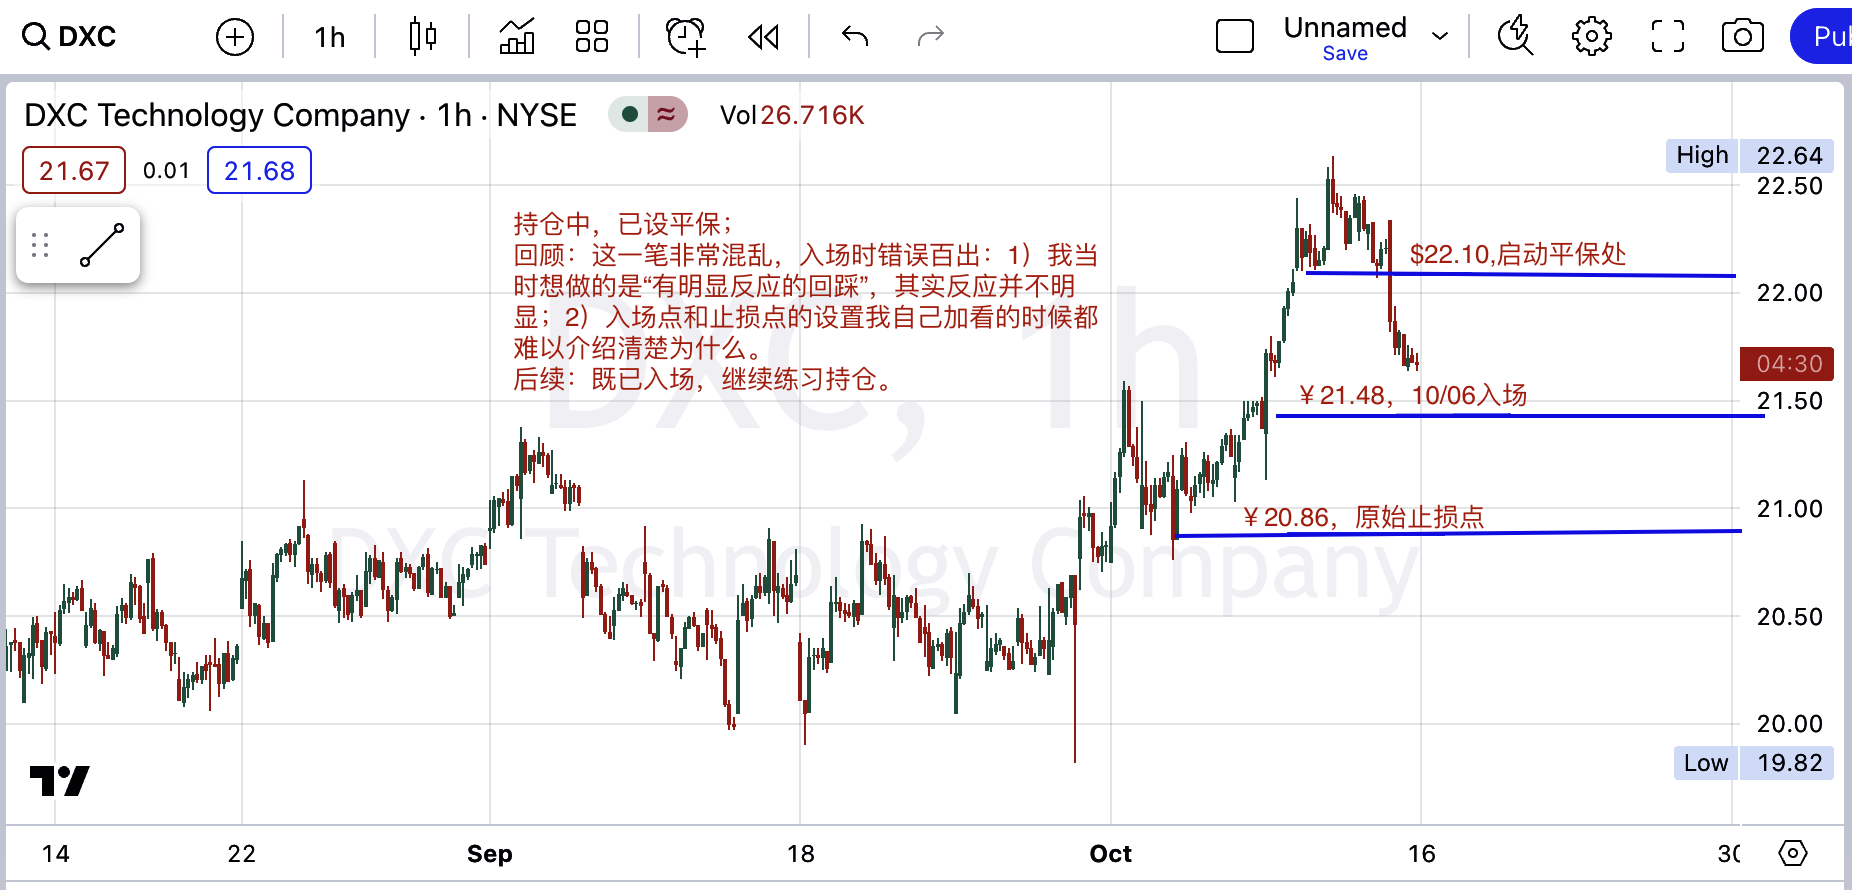 DXC
1h
Unnamed
Save
Pub
DXC Technology Company · 1h · NYSE
Vol26.716K
21.67
0.01
21.68
High 22.64
22.50
持仓中，已设平保；
回顾：这一笔非常混乱，入场时错误百出：1）我当
时想做的是“有明显反应的回踩”，其实反应并不明
显；2）入场点和止损点的设置我自己加看的时候都
难以介绍清楚为什么。
后续：既已入场，继续练习持仓。
$22.10,启动平保处
22.00
04:30
￥21.48，10/06入场
21.50
￥20.86，原始止损点
21.00
20.50
20.00
Low 19.82
DXC, 1h
DXC Technology Company
14
22
Sep
18
Oct
16
30